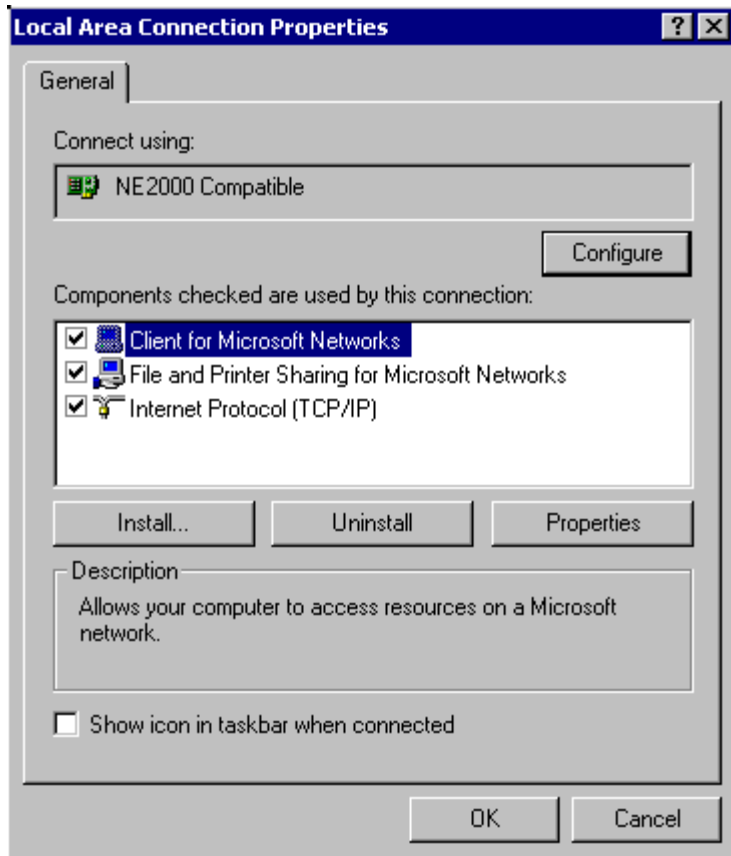 Local Area Connection Properties
General
Connect using:
NE2000 Compatible
Configure
Components checked are used by this connection:
Client for Microsoft Networks
File and Printer Sharing for Microsoft Networks
Internet Protocol (TCP/IP)
Install... Uninstall Properties
Description
Allows your computer to access resources on a Microsoft
network.
Show icon in taskbar when connected
OK Cancel